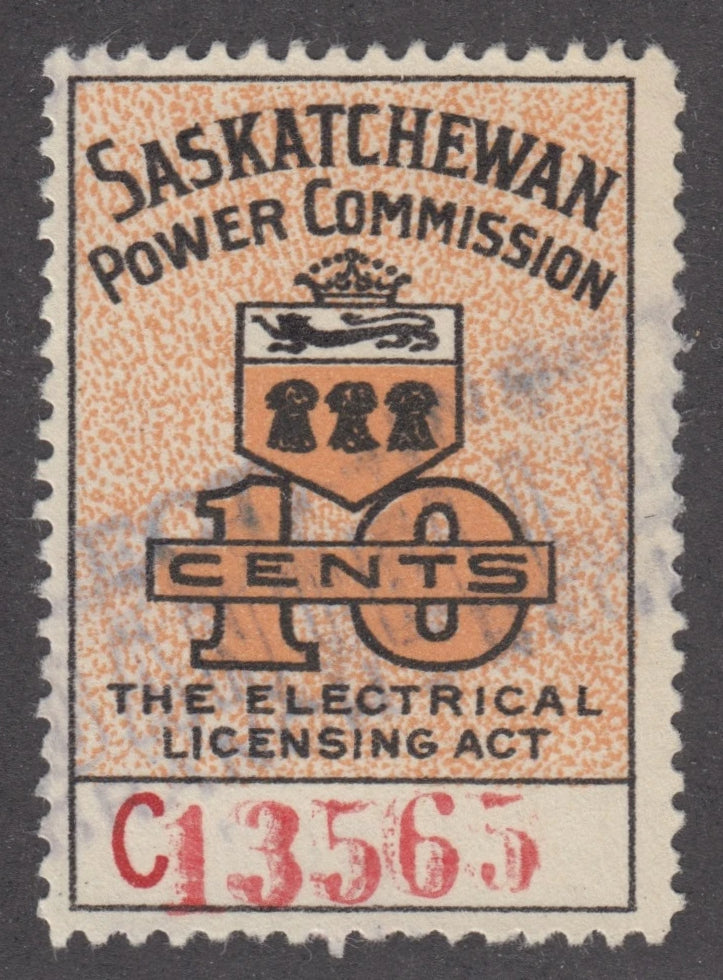 SASKATCHEWAN
POWER COMMISSION
10
CENTS
THE ELECTRICAL
LICENSING ACT
C13565